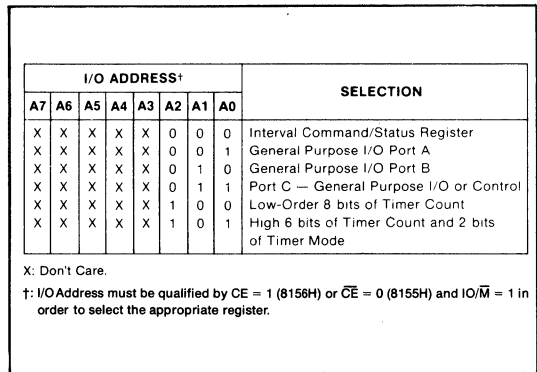 I/O ADDRESS† SELECTION
A7 A6 A5 A4 A3 A2 A1 A0
X X X X X 0 0 0 Interval Command/Status Register
X X X X X 0 0 1 General Purpose I/O Port A
X X X X X 0 1 0 General Purpose I/O Port B
X X X X X 0 1 1 Port C — General Purpose I/O or Control
X X X X X 1 0 0 Low-Order 8 bits of Timer Count
X X X X X 1 0 1 High 6 bits of Timer Count and 2 bits
of Timer Mode
X: Don't Care.
†: I/O Address must be qualified by CE = 1 (8156H) or C̅E̅ = 0 (8155H) and IO/M̅ = 1 in
order to select the appropriate register.